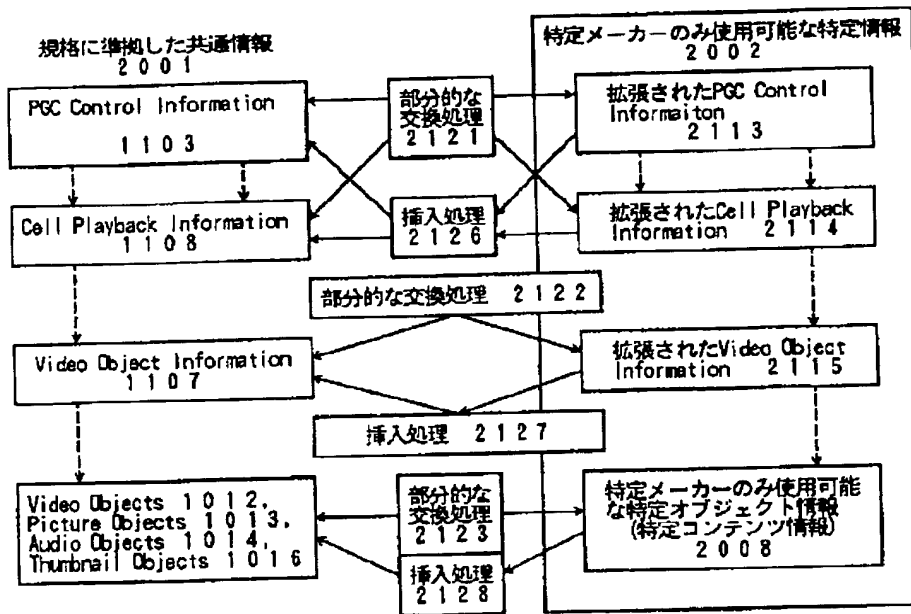 規格に準拠した共通情報
2001
特定メーカーのみ使用可能な特定情報
2002
PGC Control Information
1103
部分的な
交換処理
2121
拡張されたPGC Control
Informaiton
2113
Cell Playback Information
1108
挿入処理
2126
拡張されたCell Playback
Information 2114
部分的な交換処理 2122
Video Object Information
1107
拡張されたVideo Object
Information 2115
挿入処理 2127
Video Objects 1012,
Picture Objects 1013,
Audio Objects 1014,
Thumbnail Objects 1016
部分的な
交換処理
2123
特定メーカーのみ使用可能
な特定オブジェクト情報
(特定コンテンツ情報)
2008
挿入処理
2128